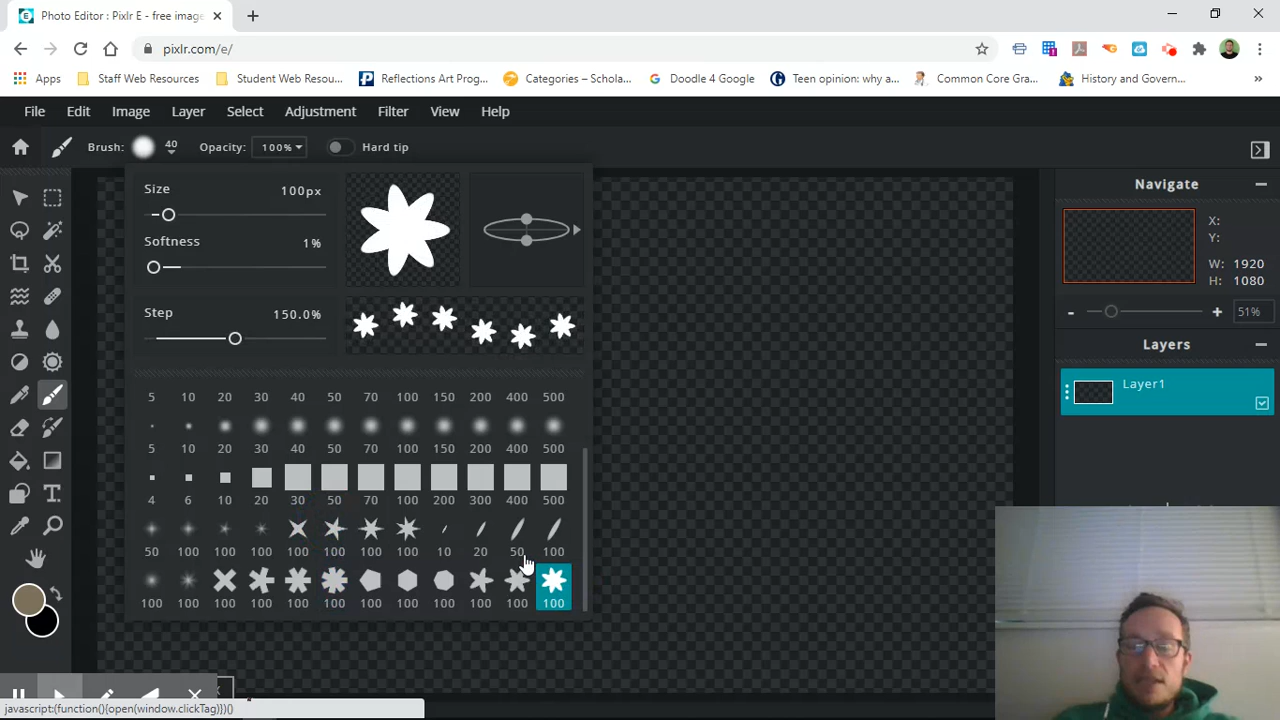 Photo Editor : Pixlr E - free image
pixlr.com/e/
Apps Staff Web Resources Student Web Resou... Reflections Art Prog... Categories – Schola... Doodle 4 Google Teen opinion: why a... Common Core Gra... History and Govern... »
File Edit Image Layer Select Adjustment Filter View Help
Brush: 40 Opacity: 100% Hard tip
Size 100px
Softness 1%
Step 150.0%
5 10 20 30 40 50 70 100 150 200 400 500
5 10 20 30 40 50 70 100 150 200 400 500
4 6 10 20 30 50 70 100 200 300 400 500
50 100 100 100 100 100 100 100 10 20 50 100
100 100 100 100 100 100 100 100 100 100 100 100
Navigate
X:
Y:
W: 1920
H: 1080
- + 51%
Layers
Layer1
javascript:(function(){open(window.clickTag)})()